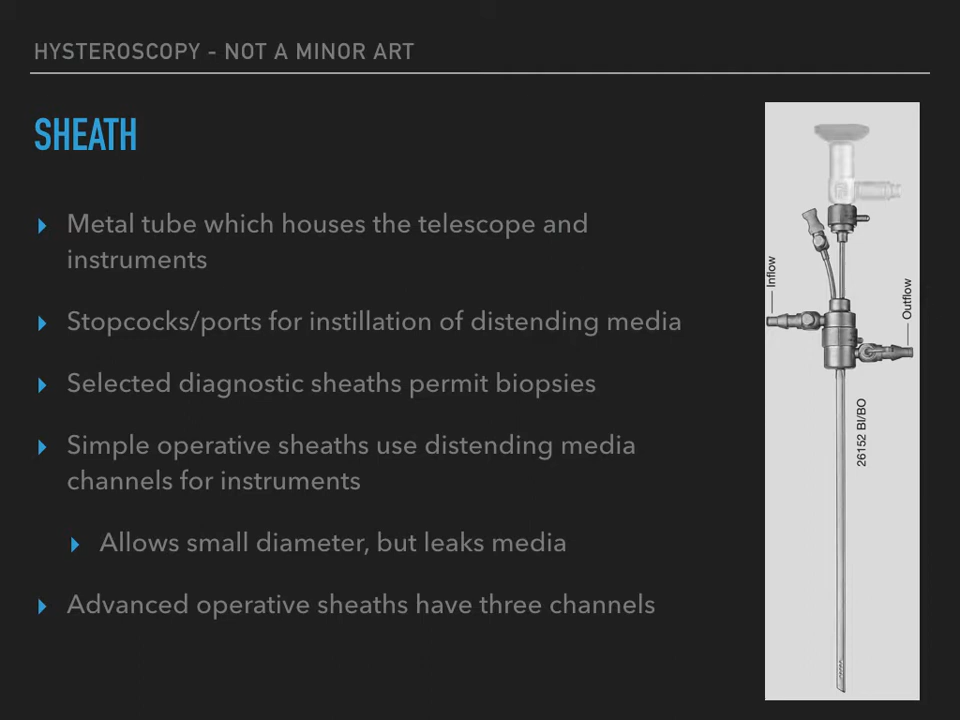 HYSTEROSCOPY - NOT A MINOR ART
SHEATH
Metal tube which houses the telescope and
instruments
Stopcocks/ports for instillation of distending media
Selected diagnostic sheaths permit biopsies
Simple operative sheaths use distending media
channels for instruments
Allows small diameter, but leaks media
Advanced operative sheaths have three channels
Inflow
Outflow
26152 BI/BO